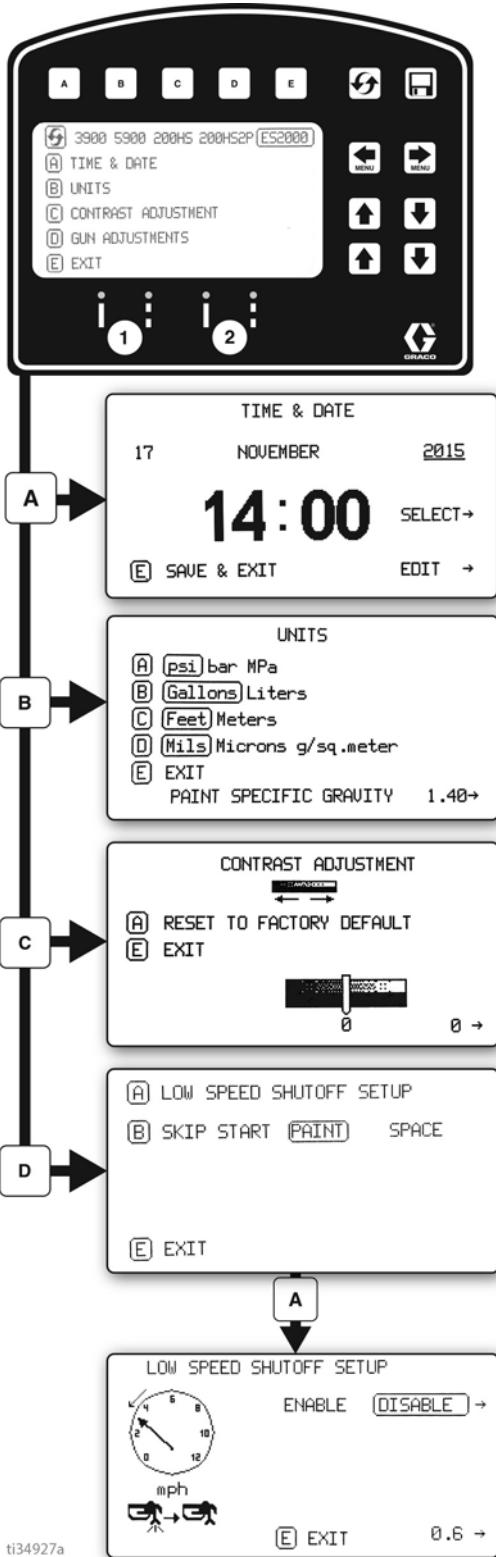 A B C D E
3900 5900 200HS 200HS2P ES2000
A TIME & DATE
B UNITS
C CONTRAST ADJUSTMENT
D GUN ADJUSTMENTS
E EXIT
MENU MENU
1 2
GRACO
A
TIME & DATE
17 NOVEMBER 2015
14:00 SELECT→
E SAVE & EXIT EDIT →
B
UNITS
A psi bar MPa
B Gallons Liters
C Feet Meters
D Mils Microns g/sq.meter
E EXIT
PAINT SPECIFIC GRAVITY 1.40→
C
CONTRAST ADJUSTMENT
A RESET TO FACTORY DEFAULT
E EXIT
0 0 →
D
A LOW SPEED SHUTOFF SETUP
B SKIP START PAINT SPACE
E EXIT
A
LOW SPEED SHUTOFF SETUP
ENABLE DISABLE →
0 2 4 6 8 10 12
mph
E EXIT 0.6 →
ti34927a